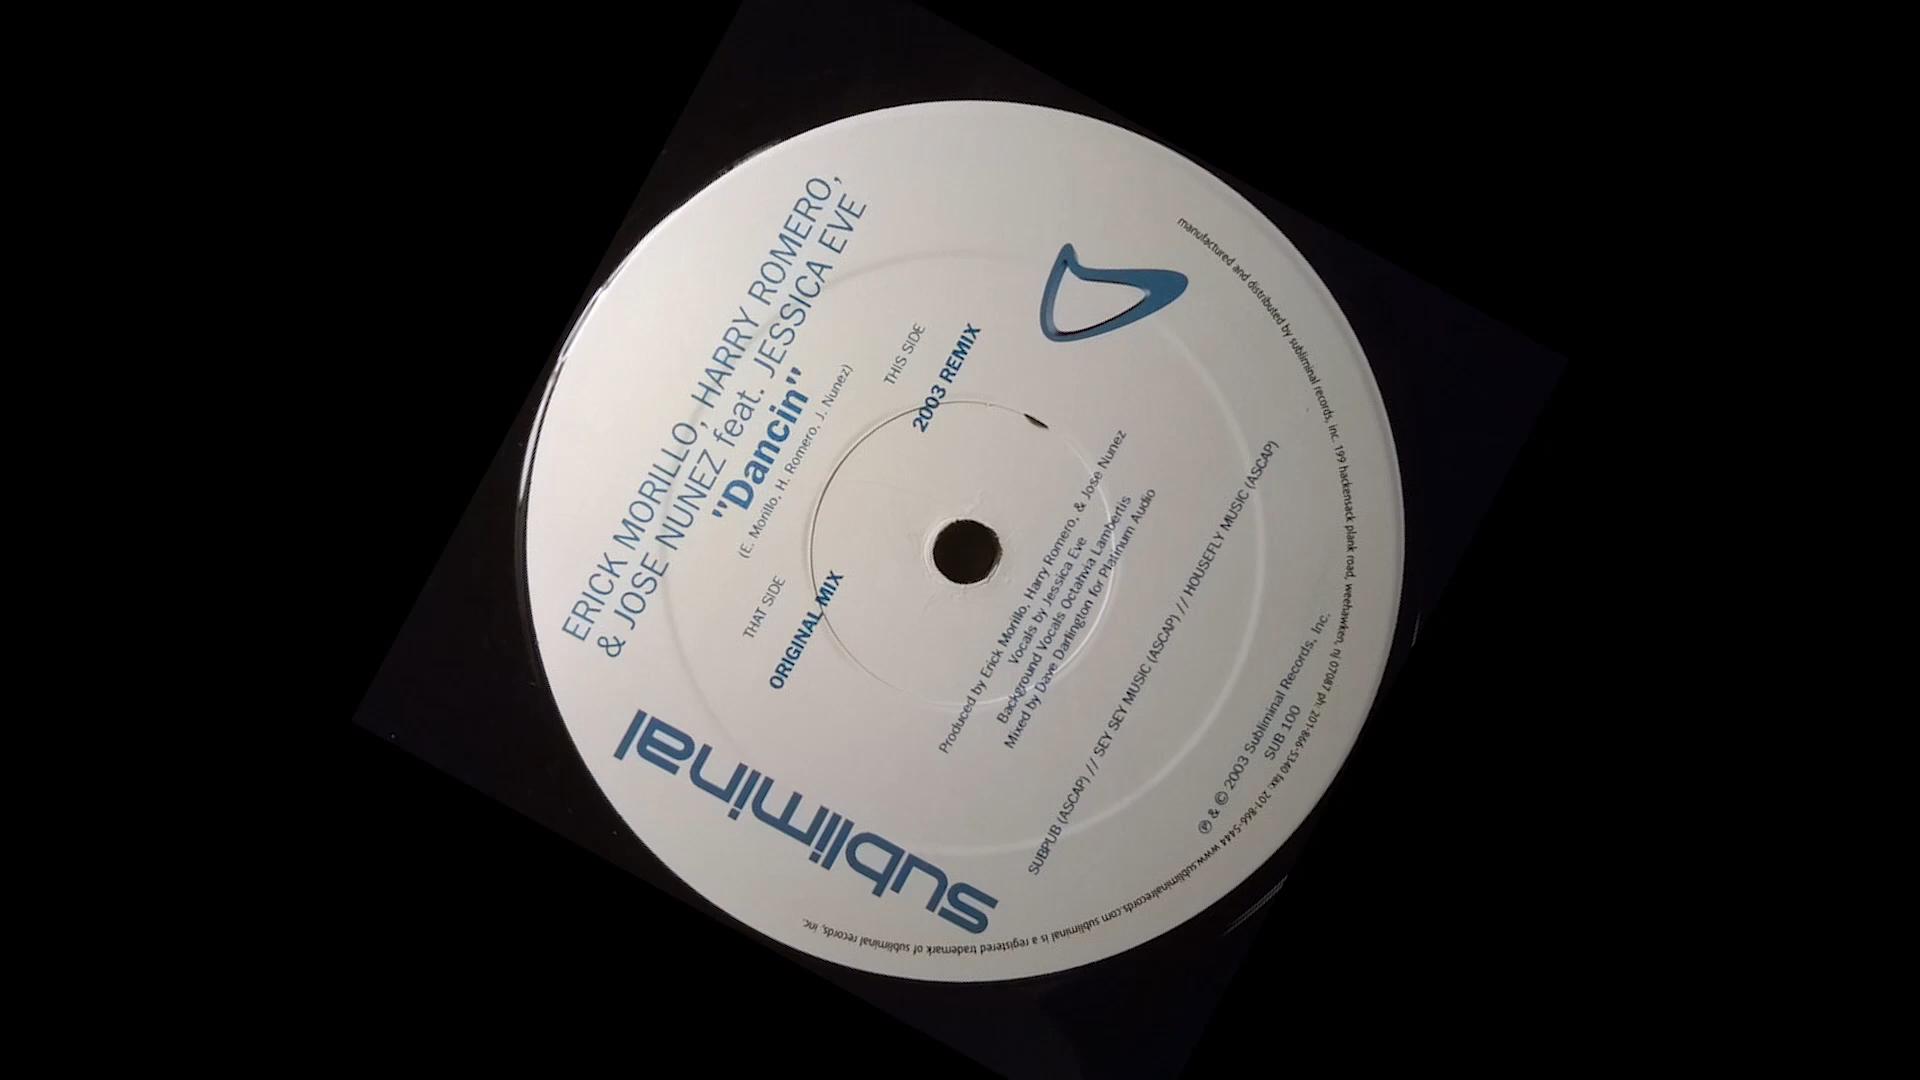 ERICK MORILLO, HARRY ROMERO,
& JOSE NUNEZ feat. JESSICA EVE
"Dancin"
(E. Morillo, H. Romero, J. Nunez)
THAT SIDE
ORIGINAL MIX
THIS SIDE
2003 REMIX
subliminal
Produced by Erick Morillo, Harry Romero, & Jose Nunez
Vocals by Jessica Eve
Background Vocals Octahvia Lambertis
Mixed by Dave Darlington for Platinum Audio
SUBPUB (ASCAP) // SEY SEY MUSIC (ASCAP) // HOUSEFLY MUSIC (ASCAP)
℗ & © 2003 Subliminal Records, Inc.
SUB 100
manufactured and distributed by subliminal records, inc. 199 hackensack plank road, weehawken, nj 07087 ph: 201-866-5340 fax: 201-866-5444 www.subliminalrecords.com subliminal is a registered trademark of subliminal records, inc.